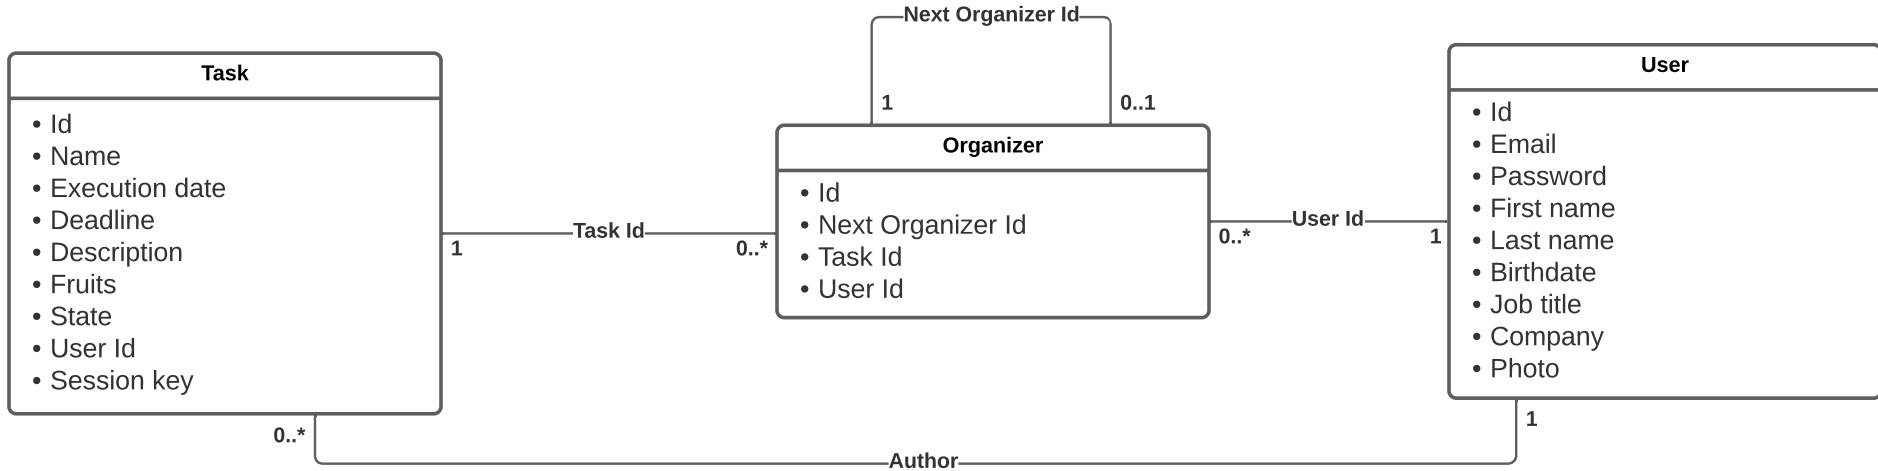 Next Organizer Id
1
0..1
Task
• Id
• Name
• Execution date
• Deadline
• Description
• Fruits
• State
• User Id
• Session key
Task Id
1
0..*
Organizer
• Id
• Next Organizer Id
• Task Id
• User Id
User Id
0..*
1
User
• Id
• Email
• Password
• First name
• Last name
• Birthdate
• Job title
• Company
• Photo
0..*
Author
1